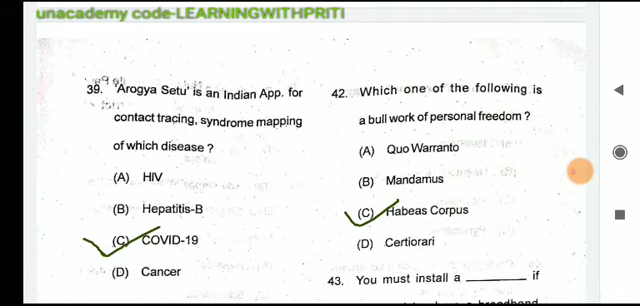 unacademy code-LEARNINGWITHPRITI
39. 'Arogya Setu' is an Indian App. for
contact tracing, syndrome mapping
of which disease ?
(A) HIV
(B) Hepatitis-B
(C) COVID-19
(D) Cancer
42. Which one of the following is
a bull work of personal freedom ?
(A) Quo Warranto
(B) Mandamus
(C) Habeas Corpus
(D) Certiorari
43. You must install a ________ if